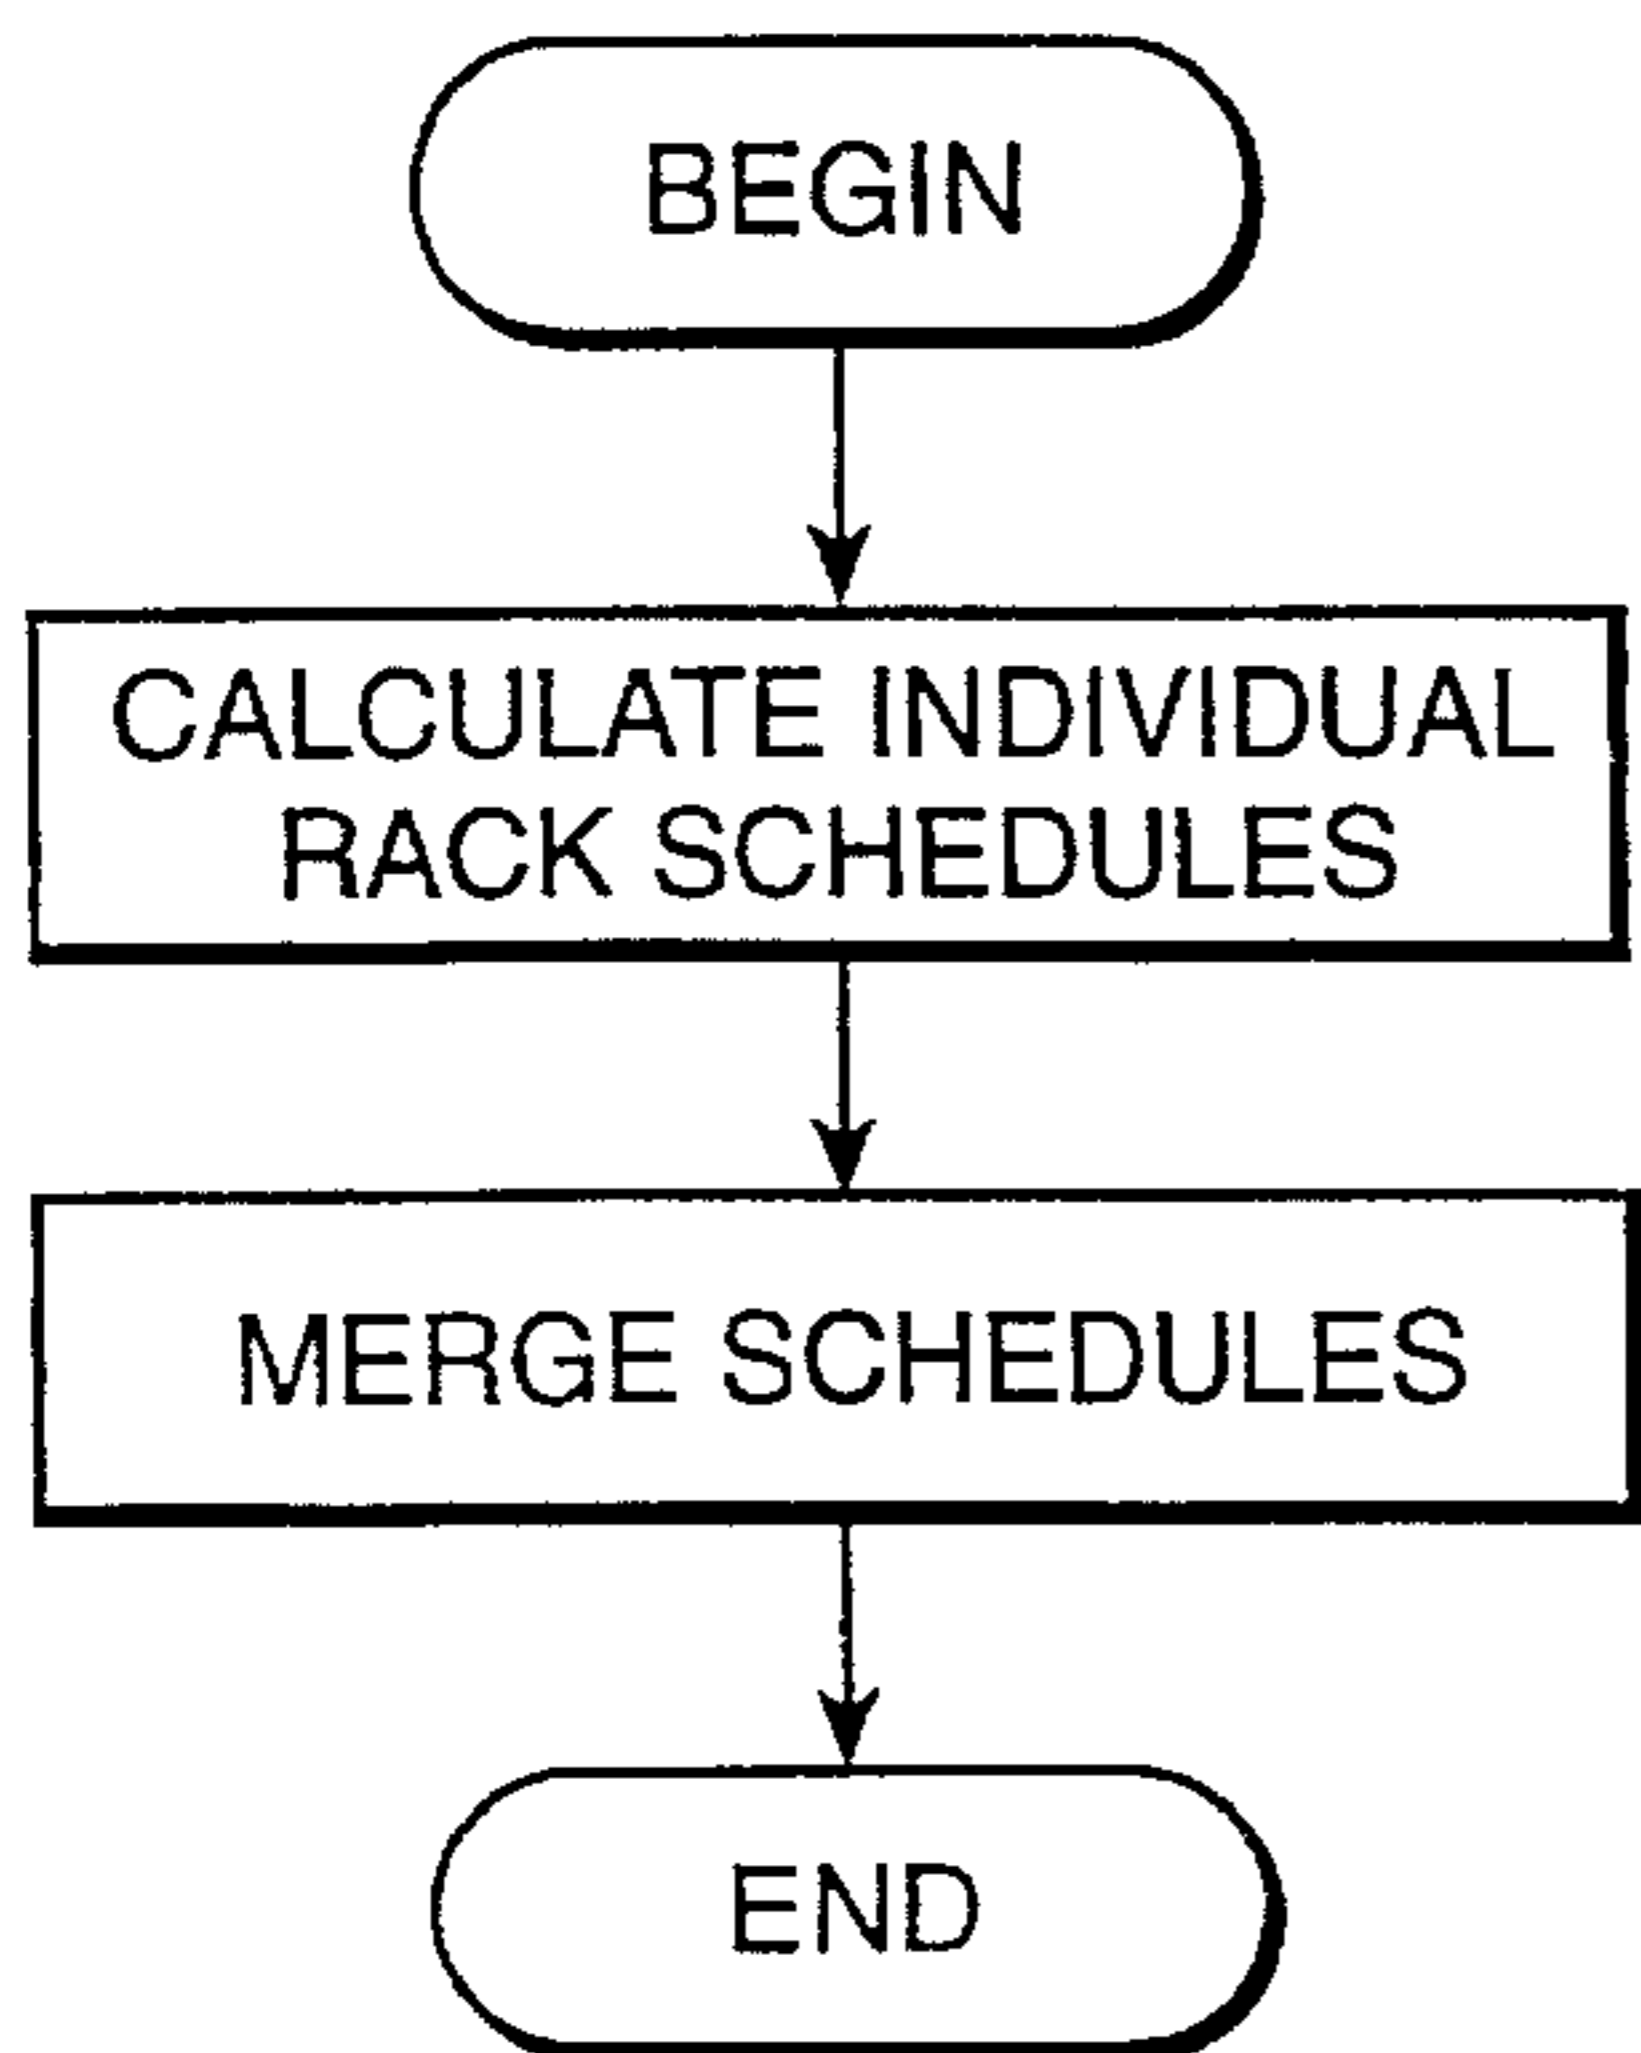 BEGIN
CALCULATE INDIVIDUAL
RACK SCHEDULES
MERGE SCHEDULES
END